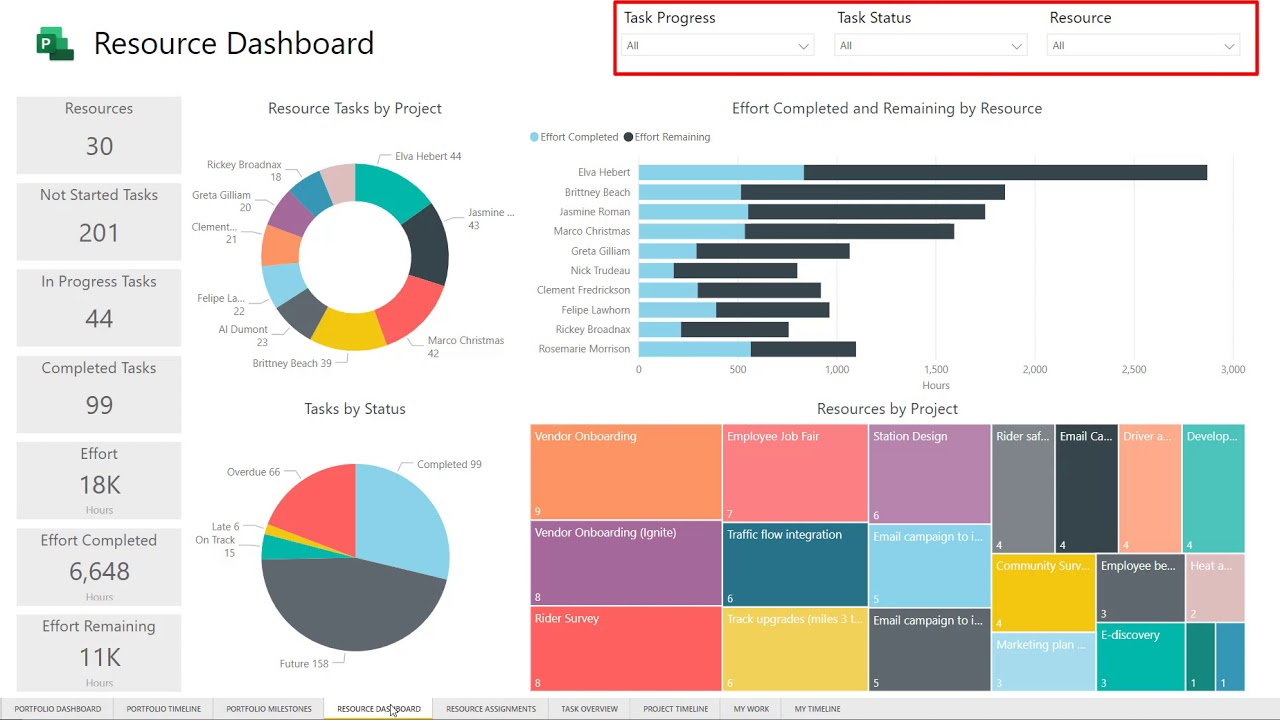 P
Resource Dashboard
Task Progress
All
Task Status
All
Resource
All
Resources
30
Not Started Tasks
201
In Progress Tasks
44
Completed Tasks
99
Effort
18K
Hours
Effort Completed
6,648
Hours
Effort Remaining
11K
Hours
Resource Tasks by Project
Elva Hebert 44
Jasmine ...
43
Marco Christmas
42
Brittney Beach 39
Al Dumont
23
Felipe La...
22
Clement...
21
Greta Gilliam
20
Rickey Broadnax
18
Effort Completed and Remaining by Resource
Effort Completed
Effort Remaining
Elva Hebert
Brittney Beach
Jasmine Roman
Marco Christmas
Greta Gilliam
Nick Trudeau
Clement Fredrickson
Felipe Lawhorn
Rickey Broadnax
Rosemarie Morrison
0 500 1,000 1,500 2,000 2,500 3,000
Hours
Tasks by Status
Completed 99
Overdue 66
Late 6
On Track
15
Future 158
Resources by Project
Vendor Onboarding
9
Vendor Onboarding (Ignite)
8
Rider Survey
8
Employee Job Fair
7
Traffic flow integration
6
Track upgrades (miles 3 t...
6
Station Design
6
Email campaign to i...
5
Email campaign to i...
5
Rider saf...
4
Email Ca...
4
Driver a...
4
Develop...
4
Community Surv...
4
Marketing plan ...
3
Employee be...
3
E-discovery
3
Heat a...
2
1
1
PORTFOLIO DASHBOARD
PORTFOLIO TIMELINE
PORTFOLIO MILESTONES
RESOURCE DASHBOARD
RESOURCE ASSIGNMENTS
TASK OVERVIEW
PROJECT TIMELINE
MY WORK
MY TIMELINE